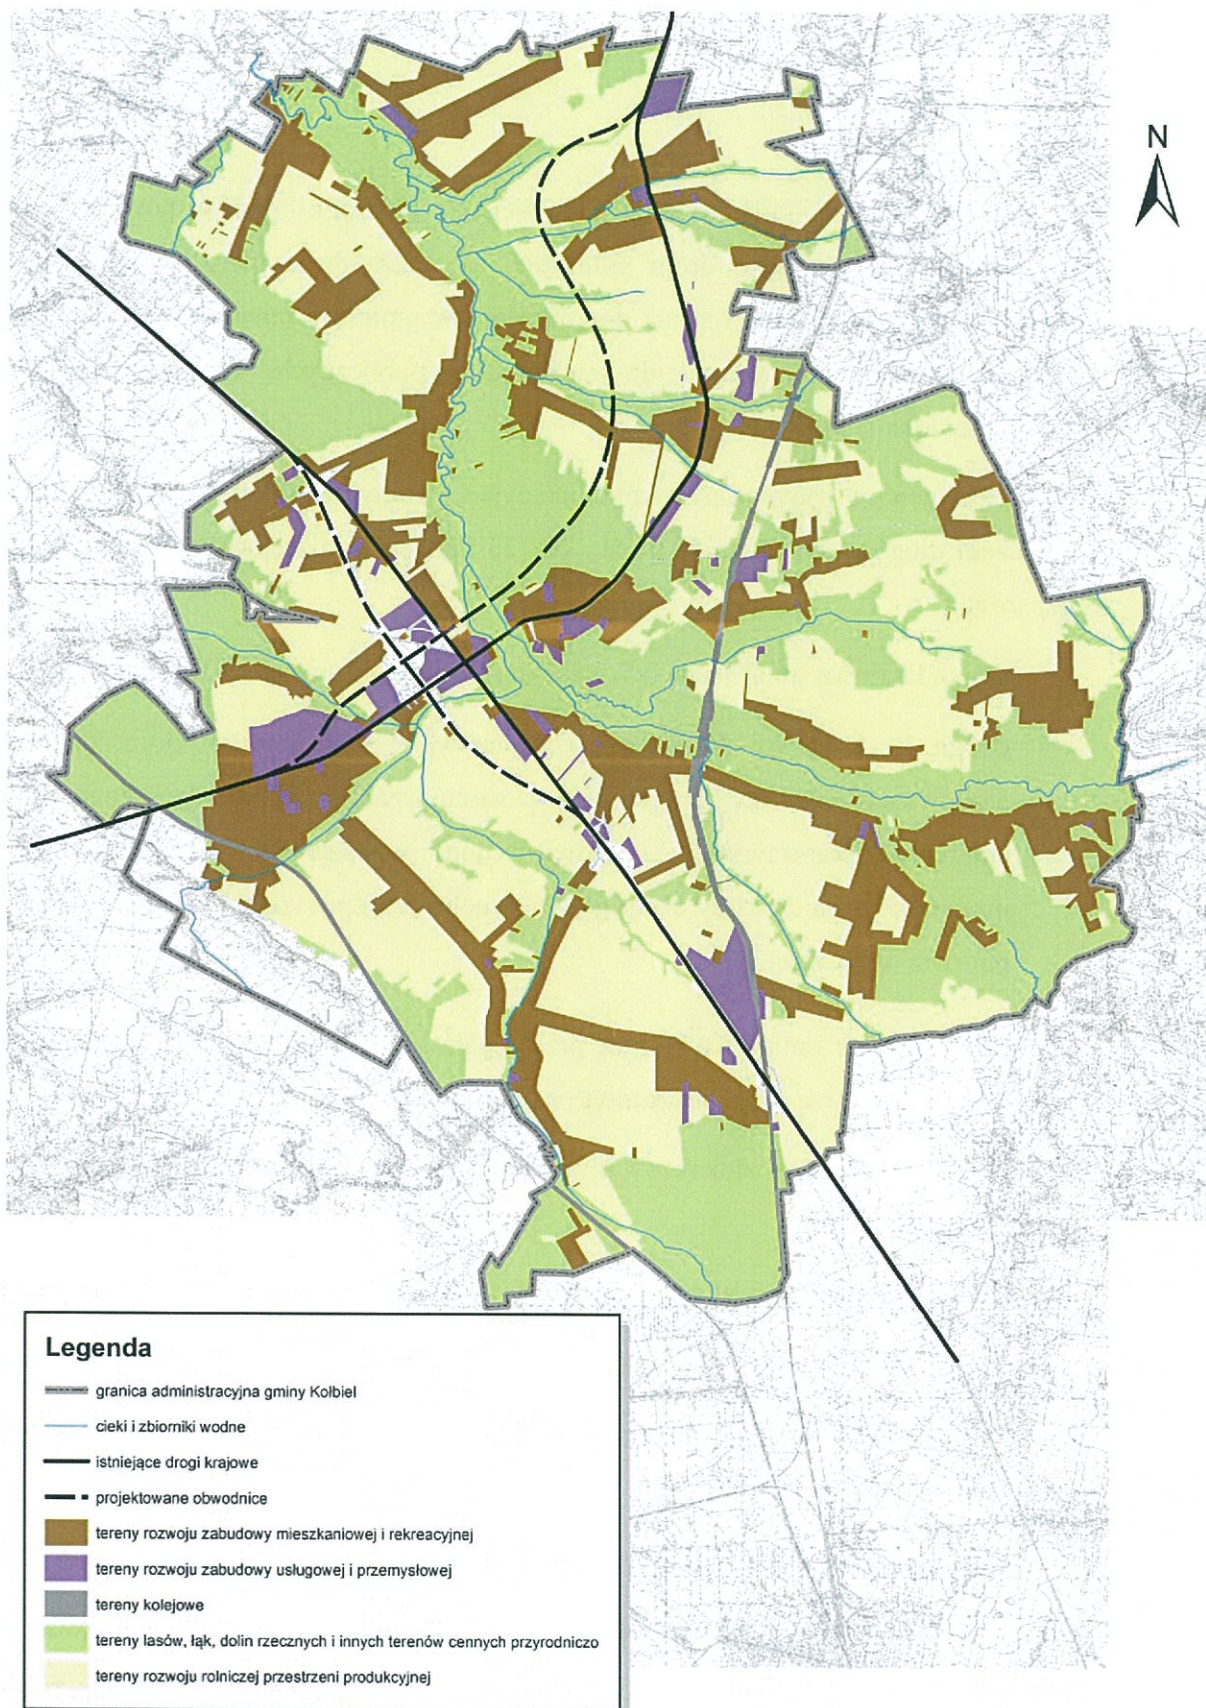 N
Legenda
granica administracyjna gminy Kołbiel
cieki i zbiorniki wodne
istniejące drogi krajowe
projektowane obwodnice
tereny rozwoju zabudowy mieszkaniowej i rekreacyjnej
tereny rozwoju zabudowy usługowej i przemysłowej
tereny kolejowe
tereny lasów, łąk, dolin rzecznych i innych terenów cennych przyrodniczo
tereny rozwoju rolniczej przestrzeni produkcyjnej